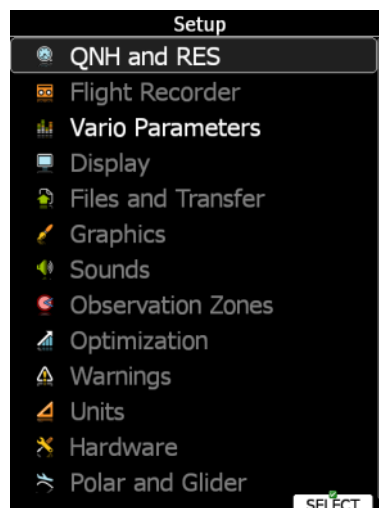 Setup
QNH and RES
Flight Recorder
Vario Parameters
Display
Files and Transfer
Graphics
Sounds
Observation Zones
Optimization
Warnings
Units
Hardware
Polar and Glider
SELECT